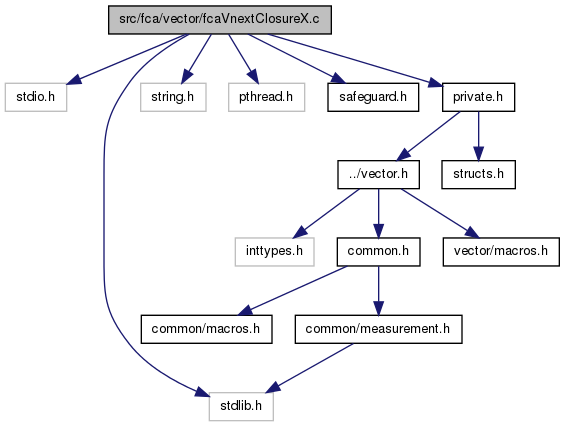 src/fca/vector/fcaVnextClosureX.c
stdio.h
string.h
pthread.h
safeguard.h
private.h
../vector.h
structs.h
inttypes.h
common.h
vector/macros.h
common/macros.h
common/measurement.h
stdlib.h